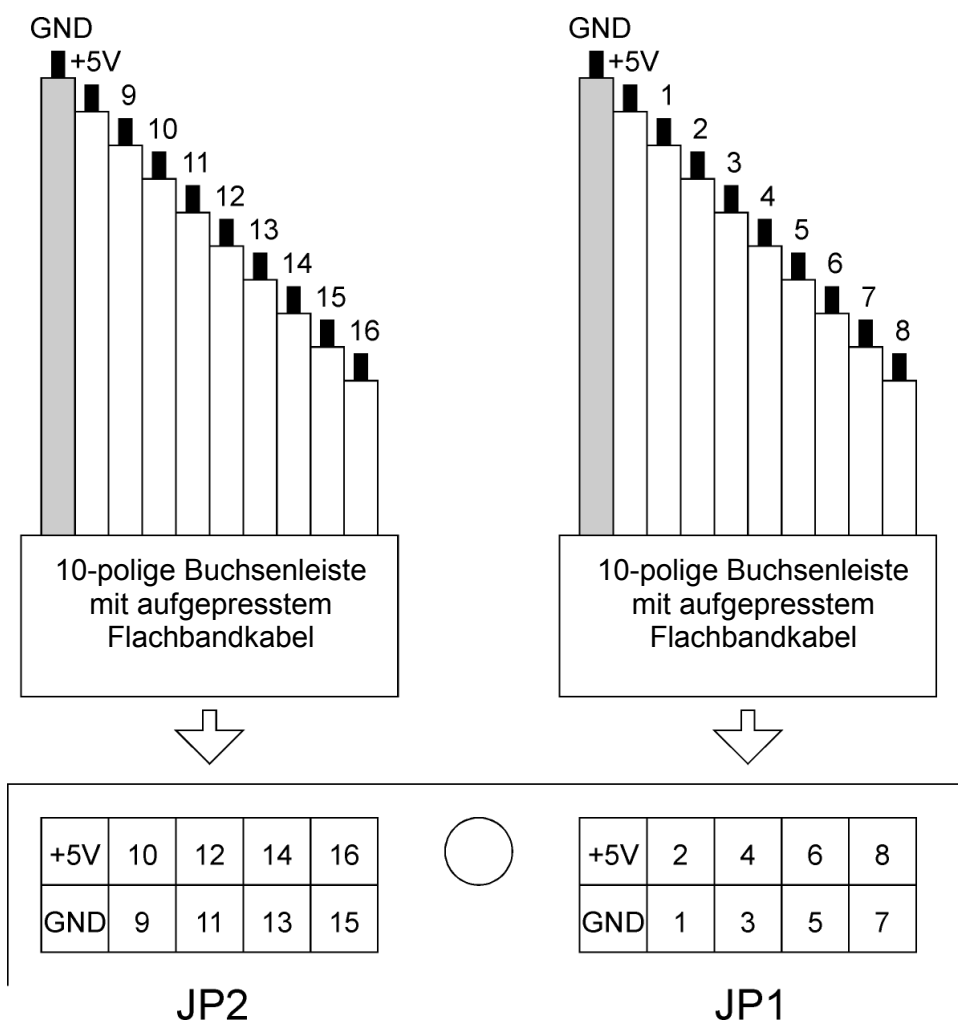 GND
+5V
9
10
11
12
13
14
15
16
GND
+5V
1
2
3
4
5
6
7
8
10-polige Buchsenleiste
mit aufgepresstem
Flachbandkabel
10-polige Buchsenleiste
mit aufgepresstem
Flachbandkabel
+5V 10 12 14 16
GND 9 11 13 15
JP2
+5V 2 4 6 8
GND 1 3 5 7
JP1